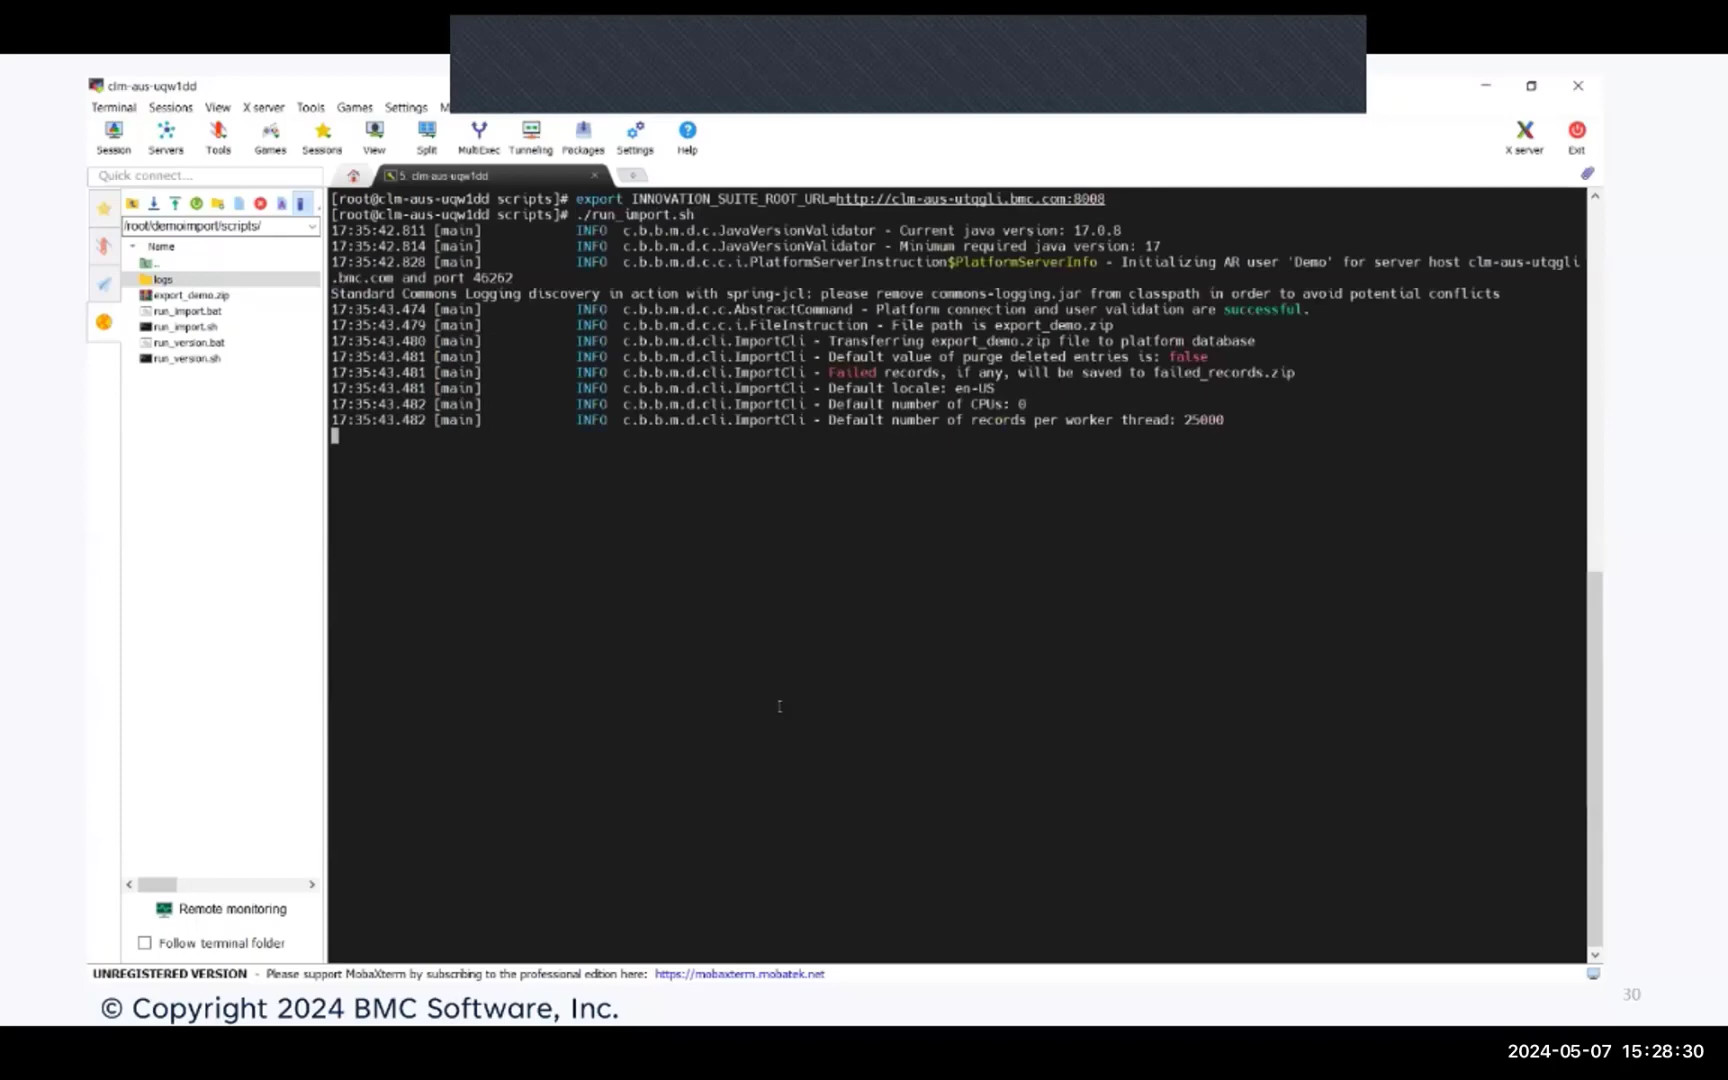 clm-aus-uqw1dd
Terminal Sessions View X server Tools Games Settings M
Session Servers Tools Games Sessions View Split MultiExec Tunneling Packages Settings Help X server Exit
Quick connect...
5. clm-aus-uqw1dd
/root/demoimport/scripts/
Name
..
logs
export_demo.zip
run_import.bat
run_import.sh
run_version.bat
run_version.sh
[root@clm-aus-uqw1dd scripts]# export INNOVATION_SUITE_ROOT_URL=http://clm-aus-utqgli.bmc.com:8008
[root@clm-aus-uqw1dd scripts]# ./run_import.sh
17:35:42.811 [main] INFO c.b.b.m.d.c.JavaVersionValidator - Current java version: 17.0.8
17:35:42.814 [main] INFO c.b.b.m.d.c.JavaVersionValidator - Minimum required java version: 17
17:35:42.828 [main] INFO c.b.b.m.d.c.c.i.PlatformServerInstruction$PlatformServerInfo - Initializing AR user 'Demo' for server host clm-aus-utqgli
.bmc.com and port 46262
Standard Commons Logging discovery in action with spring-jcl: please remove commons-logging.jar from classpath in order to avoid potential conflicts
17:35:43.474 [main] INFO c.b.b.m.d.c.c.AbstractCommand - Platform connection and user validation are successful.
17:35:43.479 [main] INFO c.b.b.m.d.c.c.i.FileInstruction - File path is export_demo.zip
17:35:43.480 [main] INFO c.b.b.m.d.cli.ImportCli - Transferring export_demo.zip file to platform database
17:35:43.481 [main] INFO c.b.b.m.d.cli.ImportCli - Default value of purge deleted entries is: false
17:35:43.481 [main] INFO c.b.b.m.d.cli.ImportCli - Failed records, if any, will be saved to failed_records.zip
17:35:43.481 [main] INFO c.b.b.m.d.cli.ImportCli - Default locale: en-US
17:35:43.482 [main] INFO c.b.b.m.d.cli.ImportCli - Default number of CPUs: 0
17:35:43.482 [main] INFO c.b.b.m.d.cli.ImportCli - Default number of records per worker thread: 25000
Remote monitoring
Follow terminal folder
UNREGISTERED VERSION - Please support MobaXterm by subscribing to the professional edition here: https://mobaxterm.mobatek.net
© Copyright 2024 BMC Software, Inc.
30
2024-05-07 15:28:30